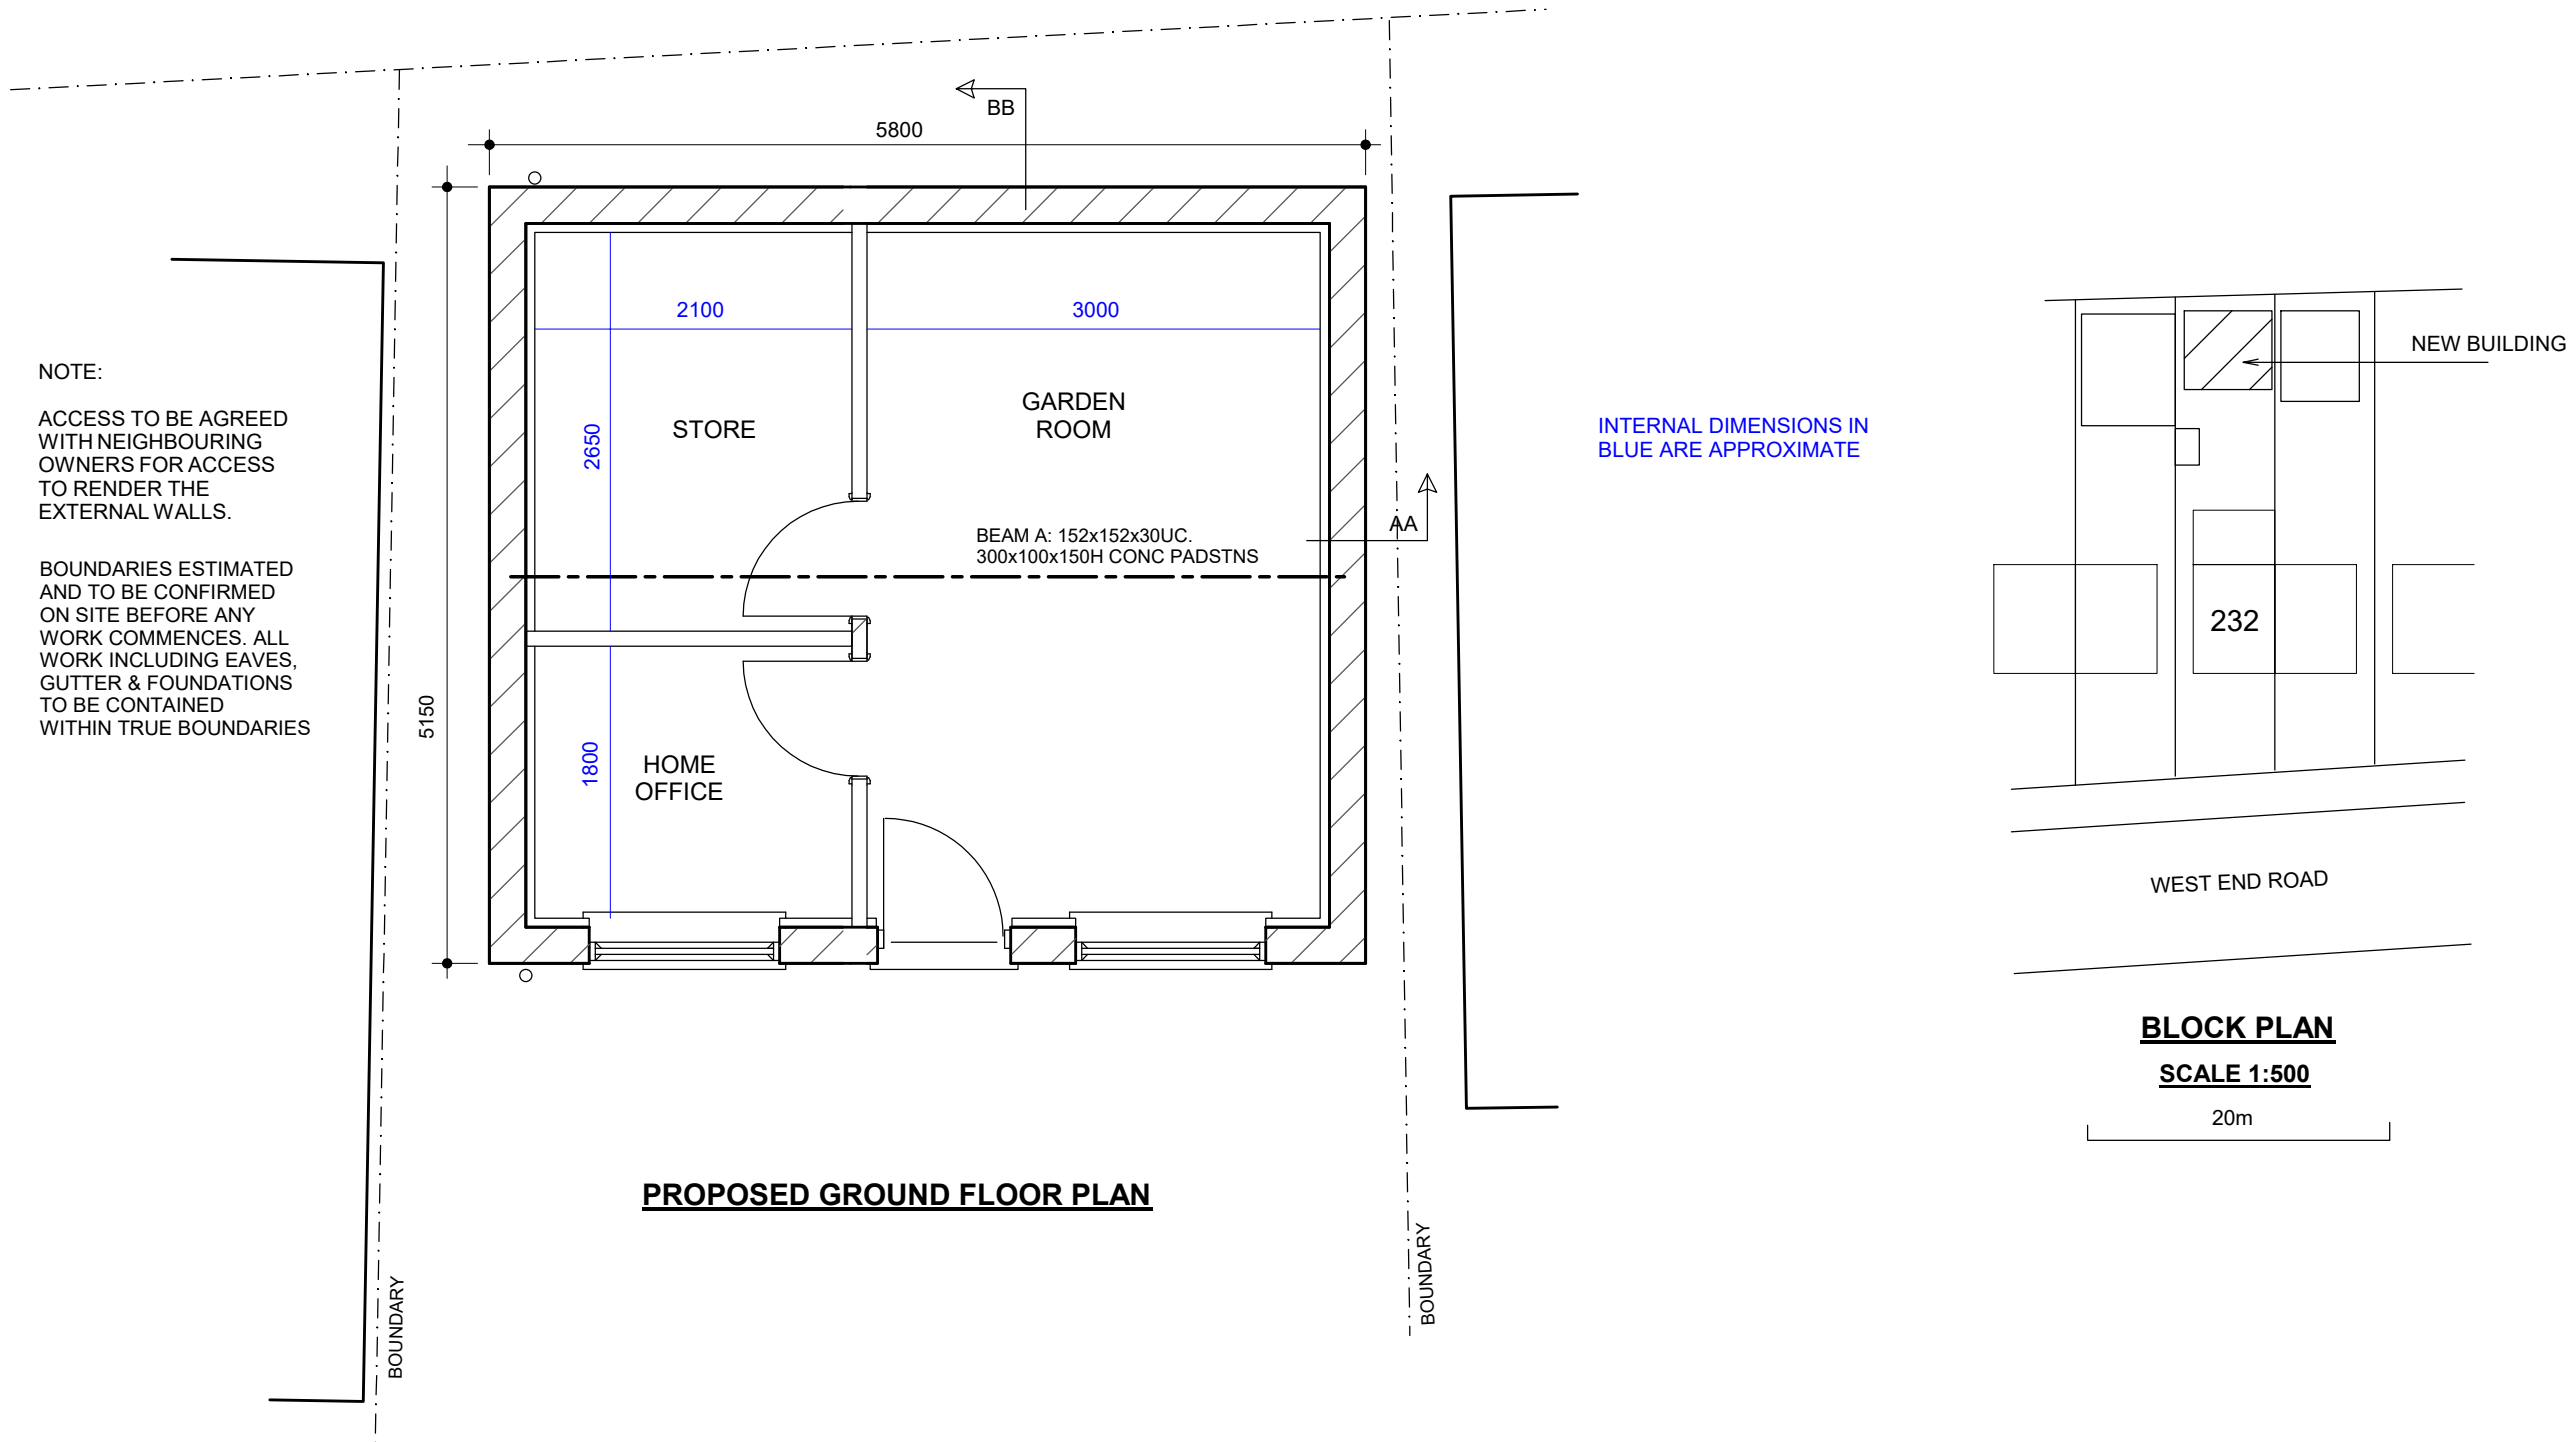 BB
5800
NOTE:
ACCESS TO BE AGREED
WITH NEIGHBOURING
OWNERS FOR ACCESS
TO RENDER THE
EXTERNAL WALLS.
BOUNDARIES ESTIMATED
AND TO BE CONFIRMED
ON SITE BEFORE ANY
WORK COMMENCES. ALL
WORK INCLUDING EAVES,
GUTTER & FOUNDATIONS
TO BE CONTAINED
WITHIN TRUE BOUNDARIES
5150
2100
3000
2650
STORE
GARDEN
ROOM
BEAM A: 152x152x30UC.
300x100x150H CONC PADSTNS
AA
1800
HOME
OFFICE
BOUNDARY
BOUNDARY
PROPOSED GROUND FLOOR PLAN
INTERNAL DIMENSIONS IN
BLUE ARE APPROXIMATE
NEW BUILDING
232
WEST END ROAD
BLOCK PLAN
SCALE 1:500
20m